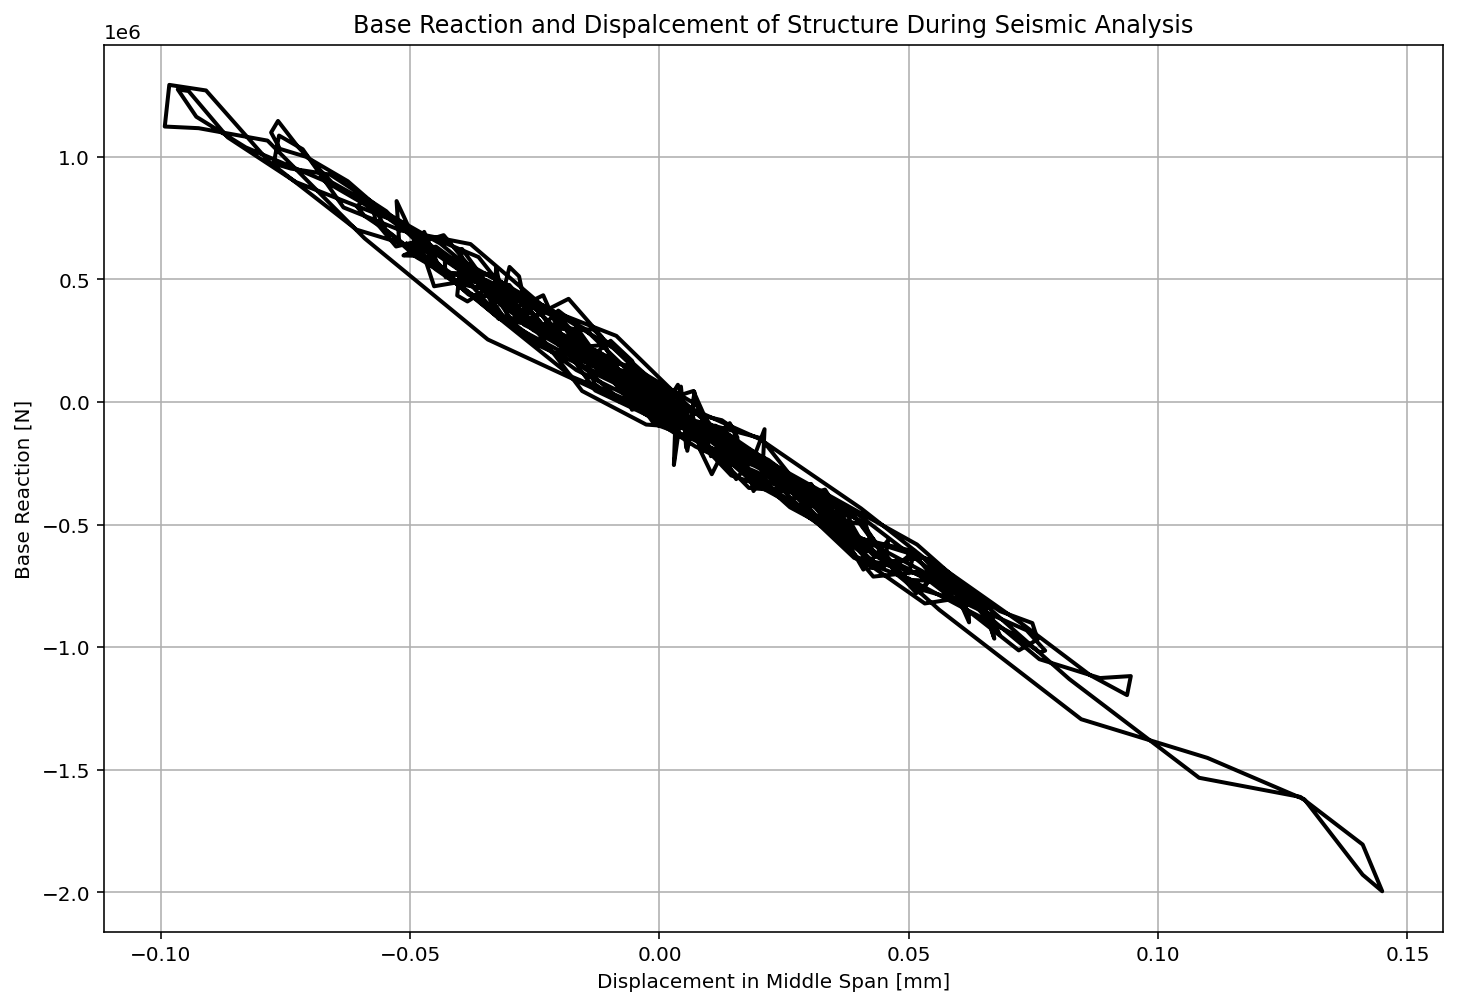 Base Reaction and Dispalcement of Structure During Seismic Analysis
1e6
1.0
0.5
0.0
−0.5
−1.0
−1.5
−2.0
Base Reaction [N]
−0.10 −0.05 0.00 0.05 0.10 0.15
Displacement in Middle Span [mm]